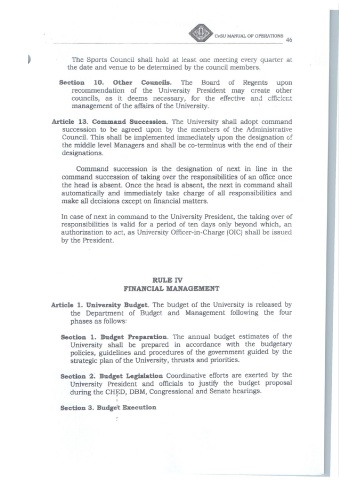 CvSU MANUAL OF OPERATIONS
46
The Sports Council shall hold at least one meeting every quarter at
the date and venue to be determined by the council members.
Section 10. Other Councils. The Board of Regents upon
recommendation of the University President may create other
councils, as it deems necessary, for the effective and efficient
management of the affairs of the University.
Article 13. Command Succession. The University shall adopt command
succession to be agreed upon by the members of the Administrative
Council. This shall be implemented immediately upon the designation of
the middle level Managers and shall be co-terminus with the end of their
designations.
Command succession is the designation of next in line in the
command succession of taking over the responsibilities of an office once
the head is absent. Once the head is absent, the next in command shall
automatically and immediately take charge of all responsibilities and
make all decisions except on financial matters.
In case of next in command to the University President, the taking over of
responsibilities is valid for a period of ten days only beyond which, an
authorization to act, as University Officer-in-Charge (OIC) shall be issued
by the President.
RULE IV
FINANCIAL MANAGEMENT
Article 1. University Budget. The budget of the University is released by
the Department of Budget and Management following the four
phases as follows:
Section 1. Budget Preparation. The annual budget estimates of the
University shall be prepared in accordance with the budgetary
policies, guidelines and procedures of the government guided by the
strategic plan of the University, thrusts and priorities.
Section 2. Budget Legislation Coordinative efforts are exerted by the
University President and officials to justify the budget proposal
during the CHED, DBM, Congressional and Senate hearings.
Section 3. Budget Execution